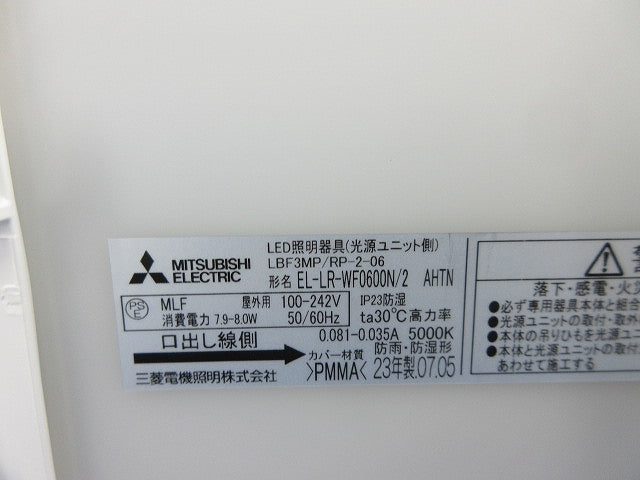 LED照明器具(光源ユニット側)
MITSUBISHI ELECTRIC
LBF3MP/RP-2-06
形名 EL-LR-WF0600N/2 AHTN
PSE MLF 屋外用 100-242V IP23防湿
消費電力 7.9-8.0W 50/60Hz ta30℃高力率
0.081-0.035A 5000K
口出し線側
防雨・防湿形
カバー材質
>PMMA< 23年製.07.05
三菱電機照明株式会社
落下・感電・火災
●必ず専用器具本体と組合
●光源ユニットの取付・取外
●本体の吊りひもを光源ユ
●本体と光源ユニットの取付
あわせて施工する